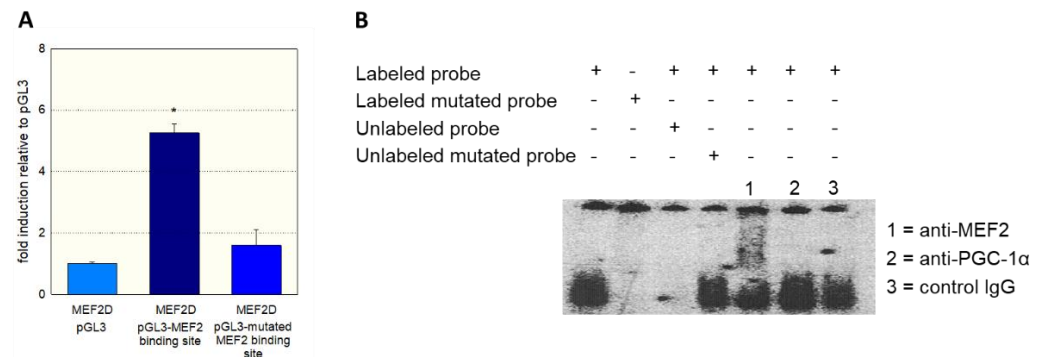 A
8
6
4
2
0
fold induction relative to pGL3
*
MEF2D
pGL3
MEF2D
pGL3-MEF2
binding site
MEF2D
pGL3-mutated
MEF2 binding
site
B
Labeled probe + - + + + + +
Labeled mutated probe - + - - - - -
Unlabeled probe - - + - - - -
Unlabeled mutated probe - - - + - - -
1 2 3
1 = anti-MEF2
2 = anti-PGC-1α
3 = control IgG